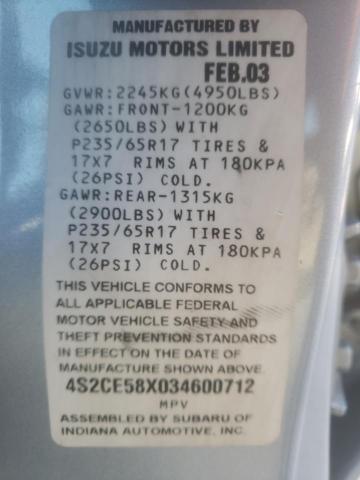 MANUFACTURED BY
ISUZU MOTORS LIMITED
FEB.03
GVWR:2245KG(4950LBS)
GAWR:FRONT-1200KG
(2650LBS) WITH
P235/65R17 TIRES &
17X7 RIMS AT 180KPA
(26PSI) COLD.
GAWR:REAR-1315KG
(2900LBS) WITH
P235/65R17 TIRES &
17X7 RIMS AT 180KPA
(26PSI) COLD.
THIS VEHICLE CONFORMS TO
ALL APPLICABLE FEDERAL
MOTOR VEHICLE SAFETY AND
THEFT PREVENTION STANDARDS
IN EFFECT ON THE DATE OF
MANUFACTURE SHOWN ABOVE.
4S2CE58X034600712
MPV
ASSEMBLED BY SUBARU OF
INDIANA AUTOMOTIVE, INC.